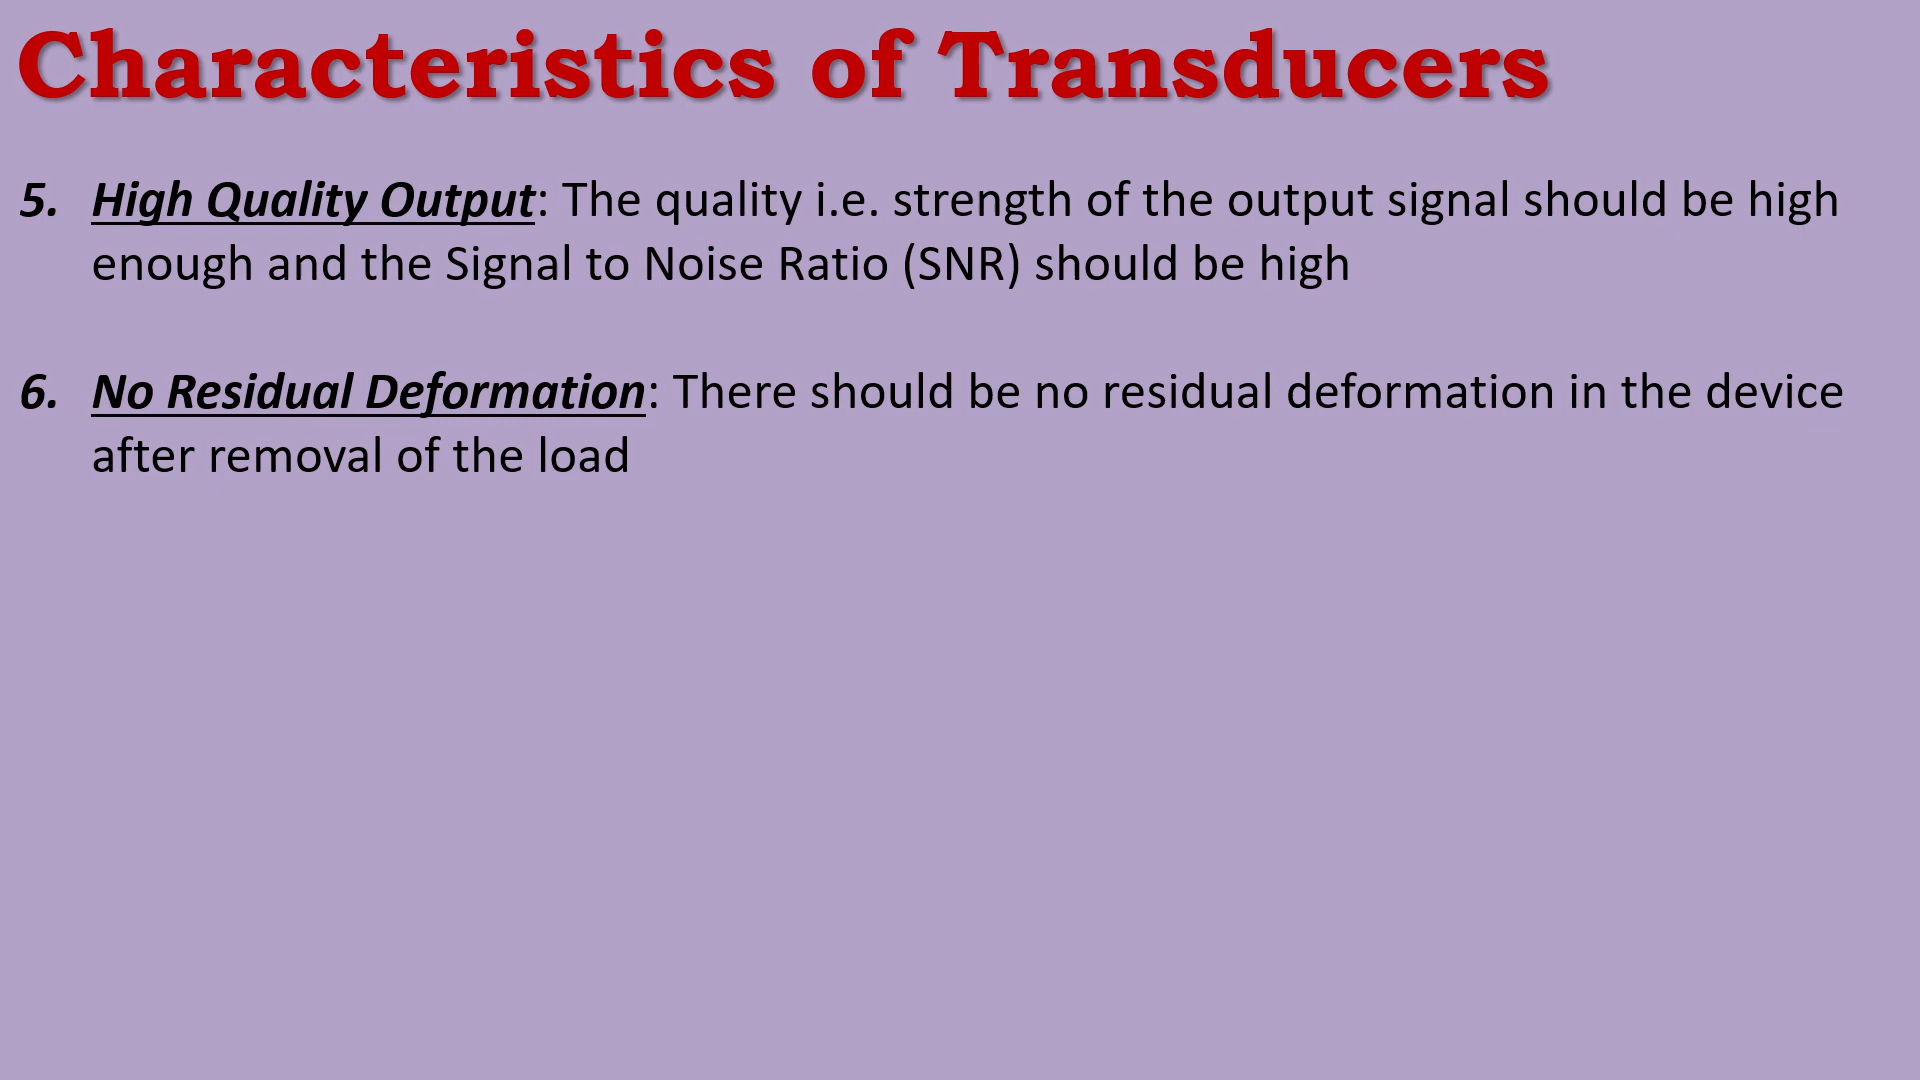 Characteristics of Transducers
5. High Quality Output: The quality i.e. strength of the output signal should be high
enough and the Signal to Noise Ratio (SNR) should be high
6. No Residual Deformation: There should be no residual deformation in the device
after removal of the load